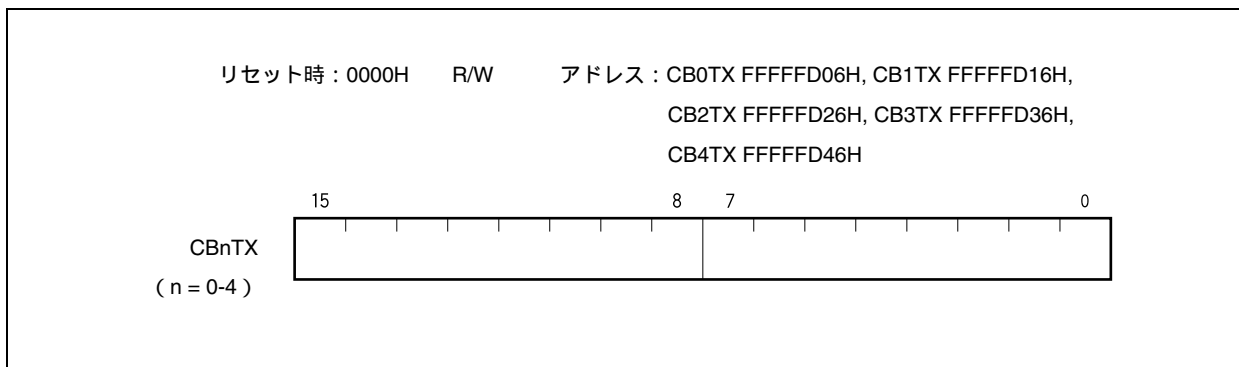 リセット時：0000H R/W アドレス：CB0TX FFFFFD06H, CB1TX FFFFFD16H,
CB2TX FFFFFD26H, CB3TX FFFFFD36H,
CB4TX FFFFFD46H
15 8 7 0
CBnTX
（n = 0-4）